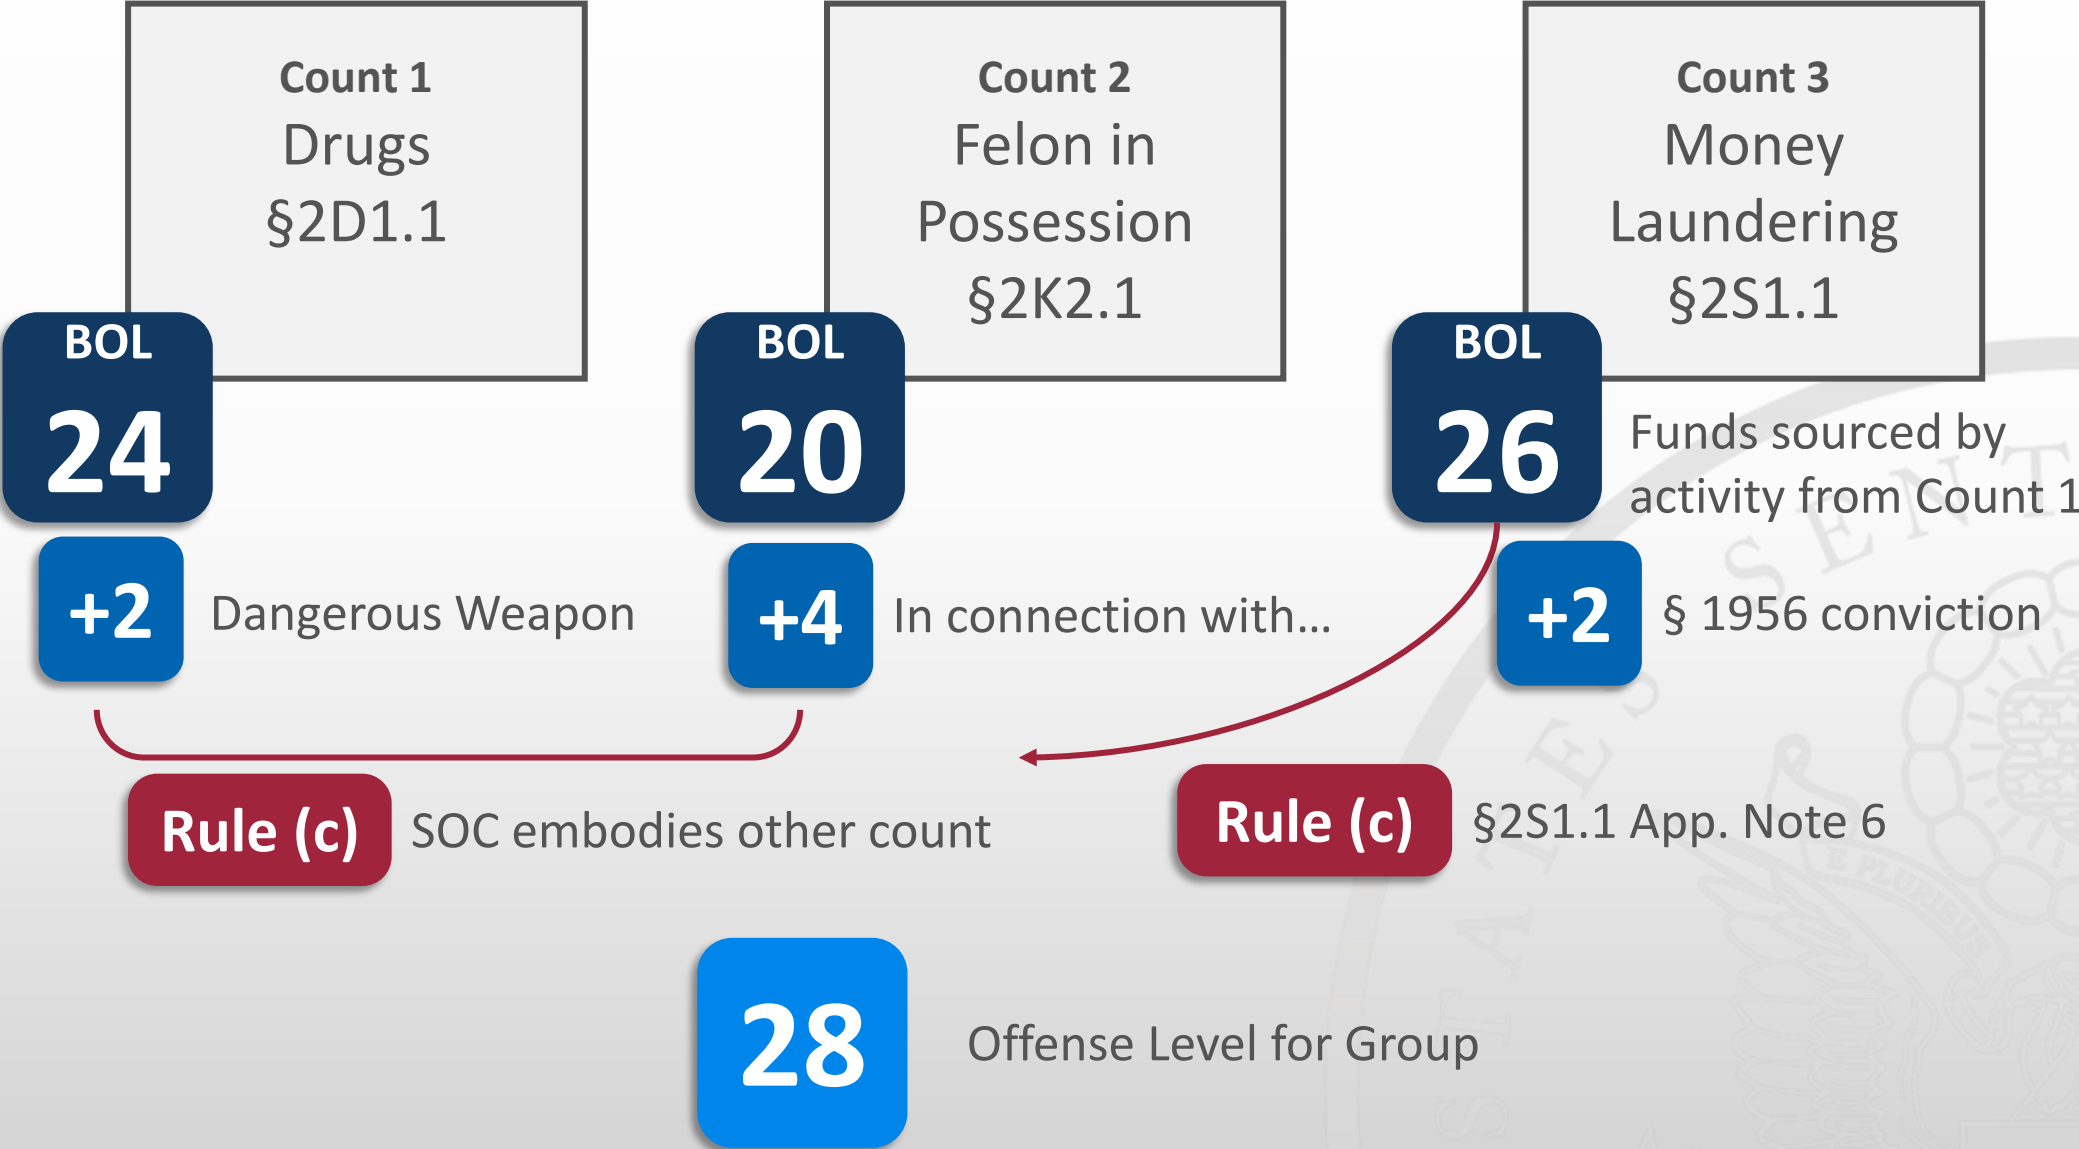 Count 1
Drugs
§2D1.1
Count 2
Felon in
Possession
§2K2.1
Count 3
Money
Laundering
§2S1.1
BOL
24
BOL
20
BOL
26
Funds sourced by
activity from Count 1
+2
Dangerous Weapon
+4
In connection with...
+2
§ 1956 conviction
Rule (c)
SOC embodies other count
Rule (c)
§2S1.1 App. Note 6
28
Offense Level for Group
STATES SENT
E PLURIBUS